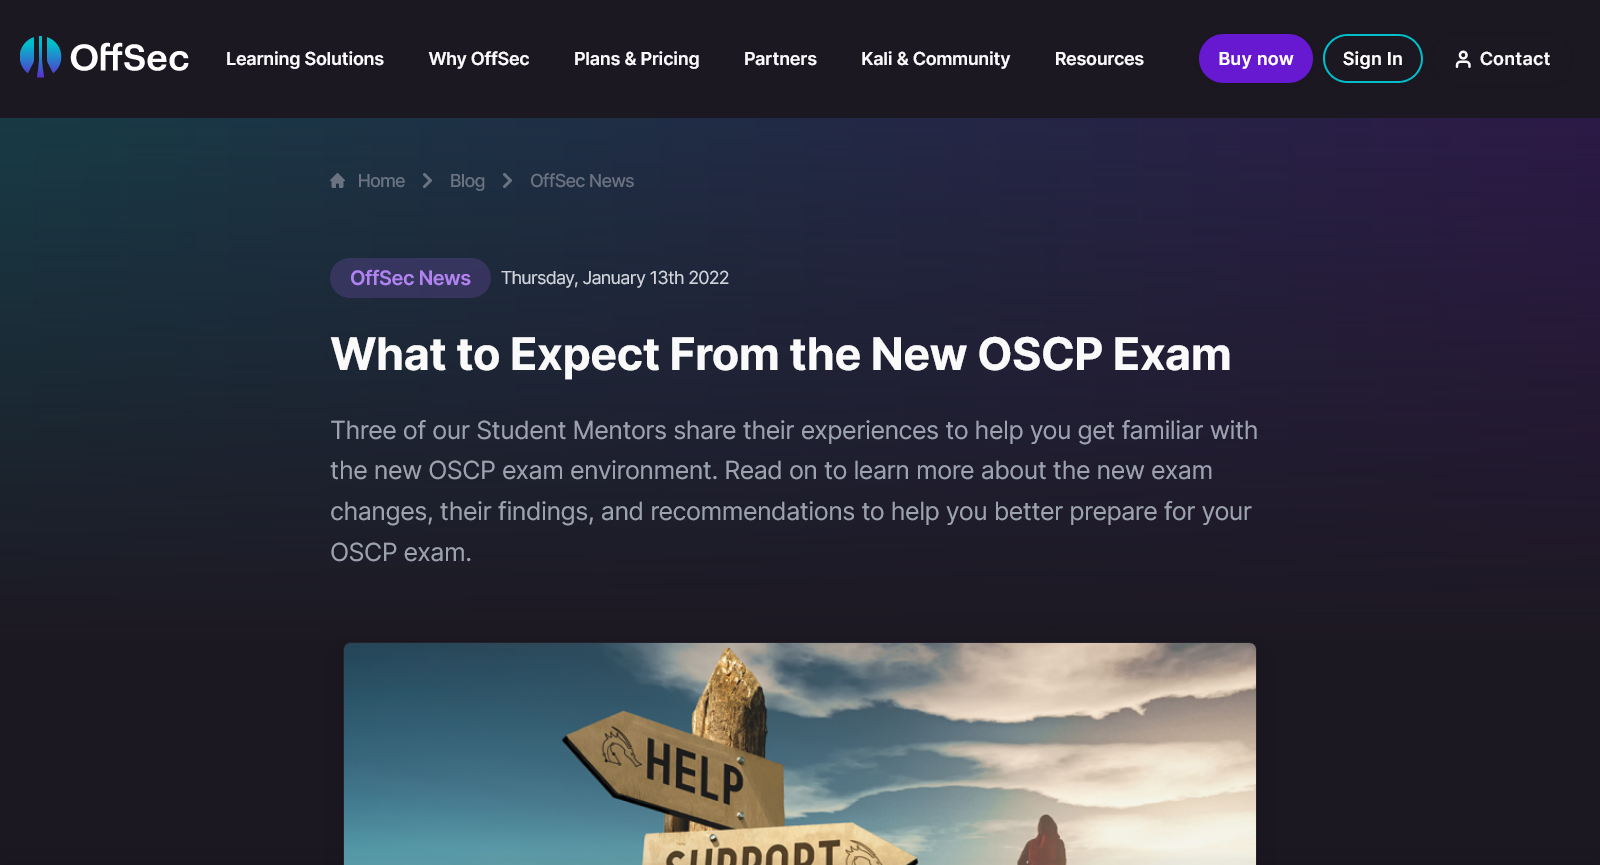 OffSec
Learning Solutions
Why OffSec
Plans & Pricing
Partners
Kali & Community
Resources
Buy now
Sign In
Contact
Home
Blog
OffSec News
OffSec News
Thursday, January 13th 2022
What to Expect From the New OSCP Exam
Three of our Student Mentors share their experiences to help you get familiar with
the new OSCP exam environment. Read on to learn more about the new exam
changes, their findings, and recommendations to help you better prepare for your
OSCP exam.
HELP
SUPPORT